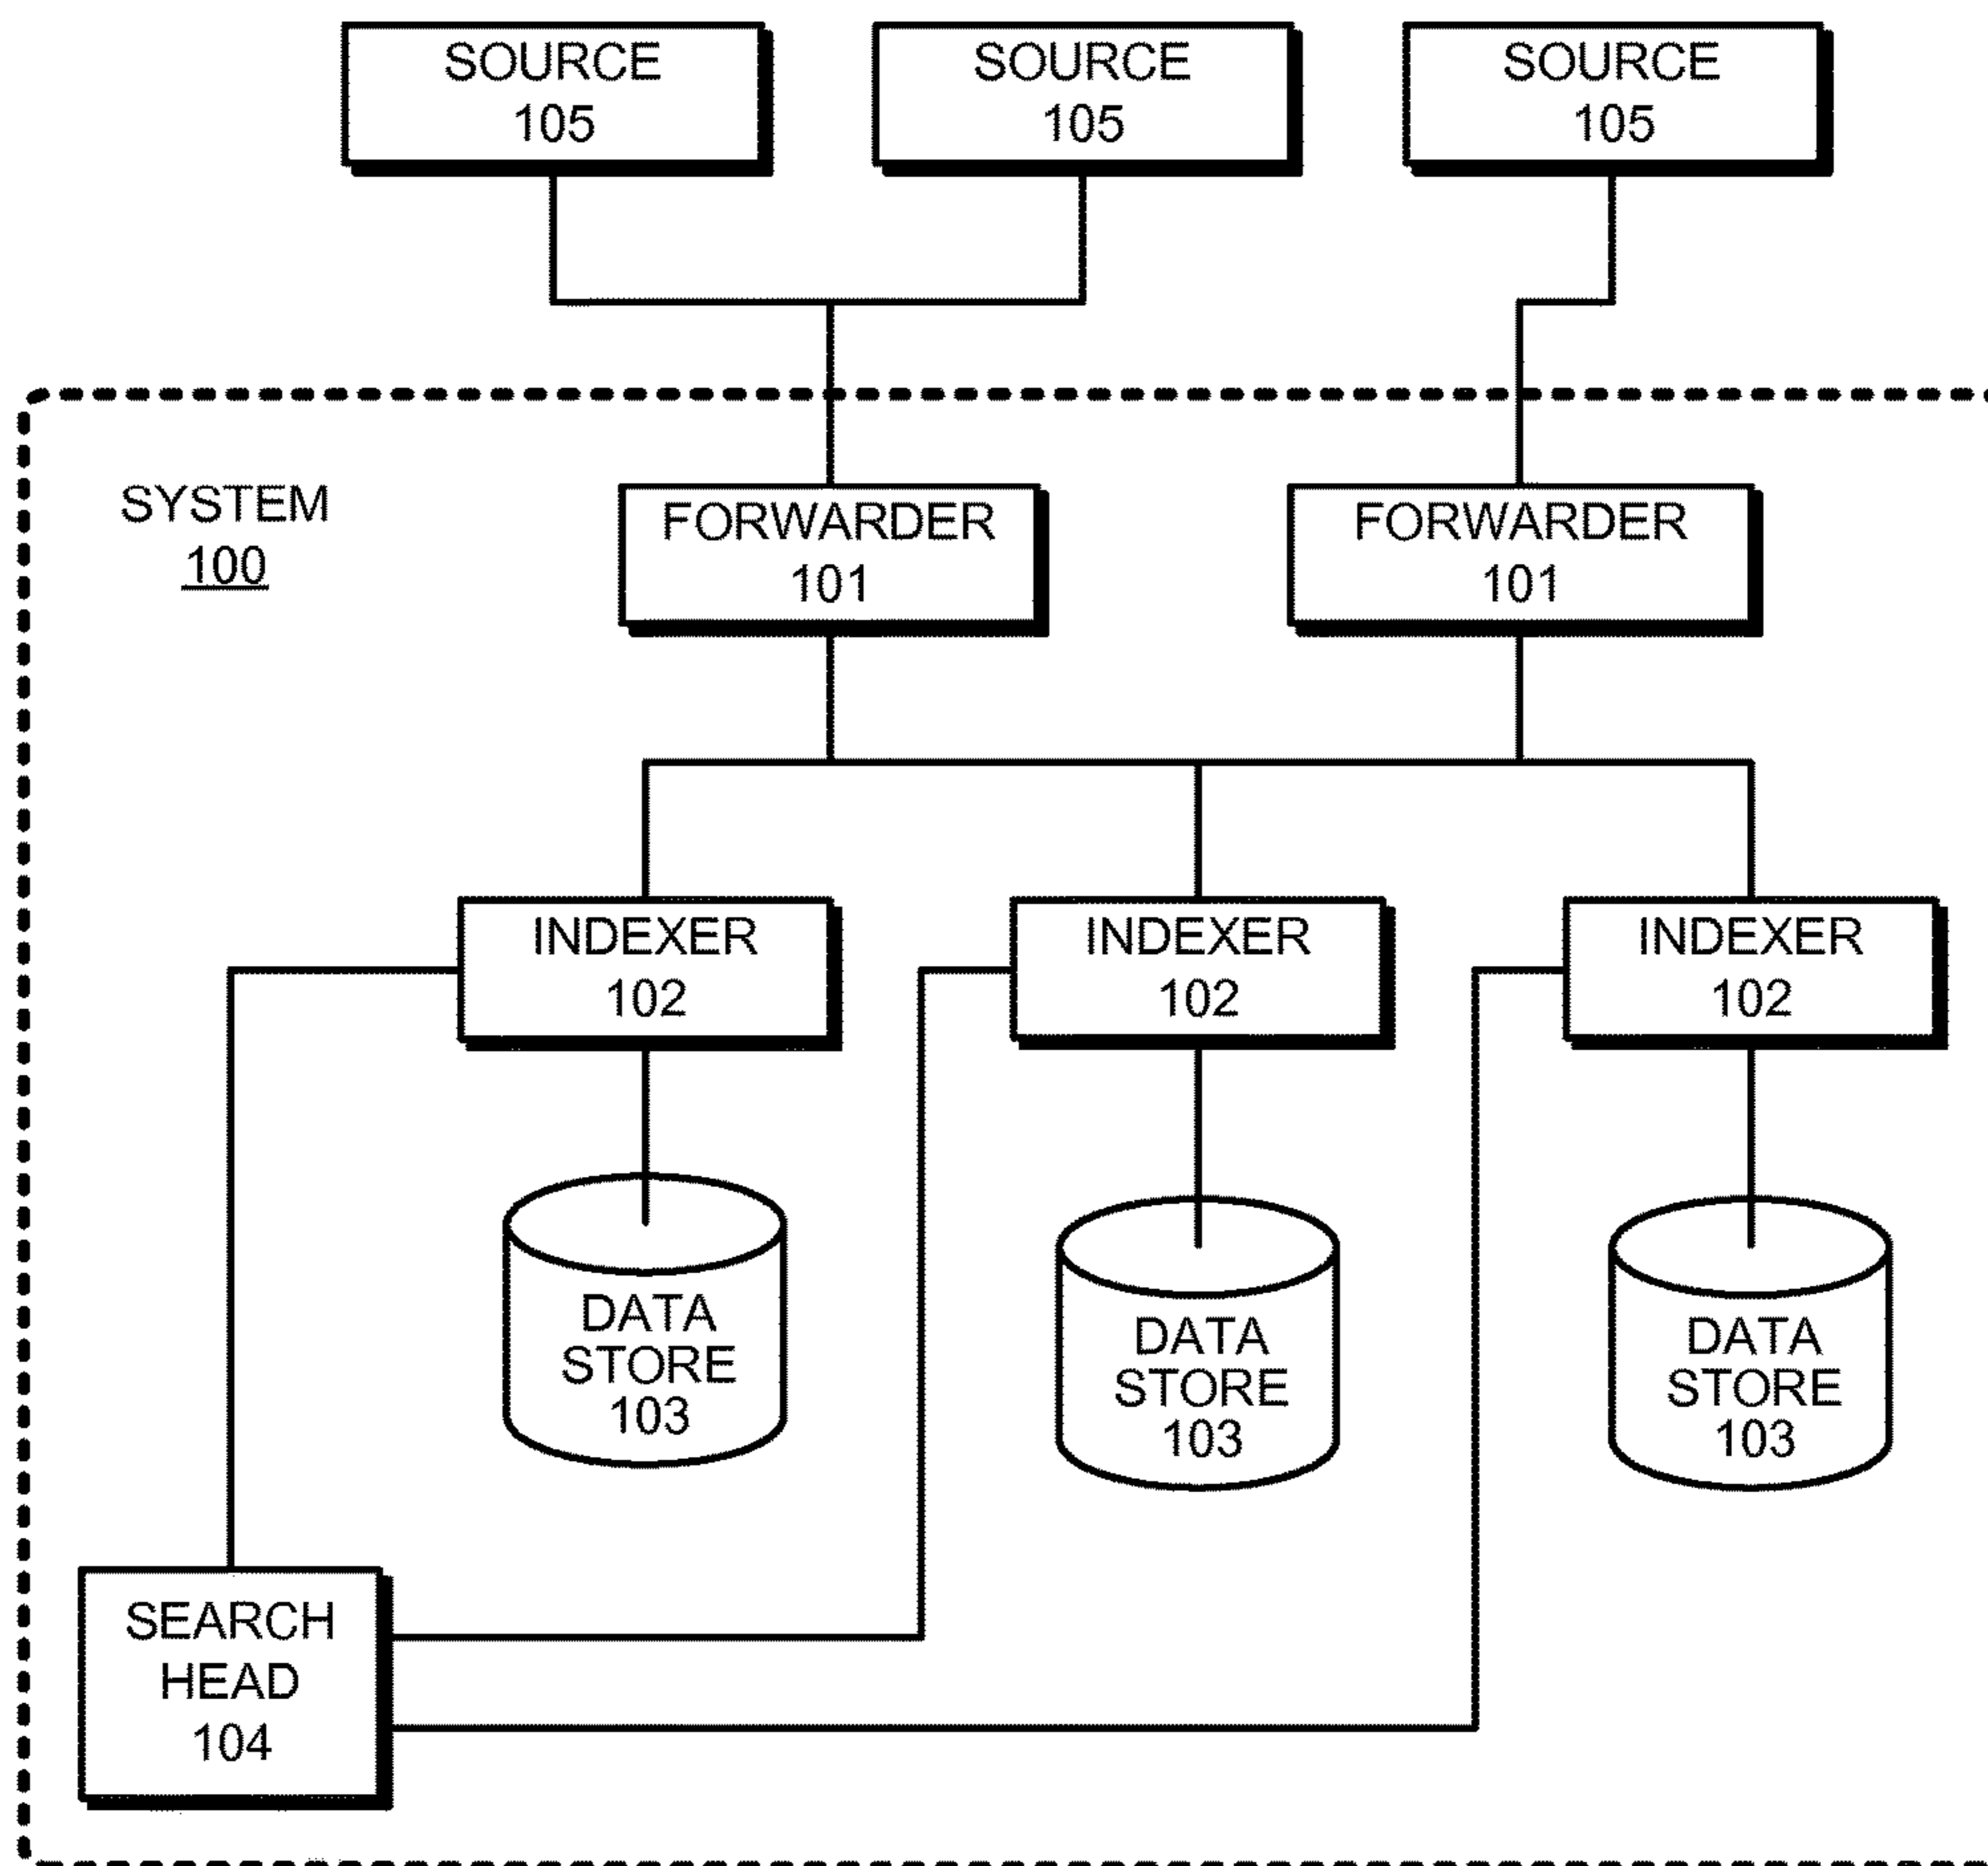 SOURCE
105
SOURCE
105
SOURCE
105
SYSTEM
100
FORWARDER
101
FORWARDER
101
INDEXER
102
INDEXER
102
INDEXER
102
DATA
STORE
103
DATA
STORE
103
DATA
STORE
103
SEARCH
HEAD
104